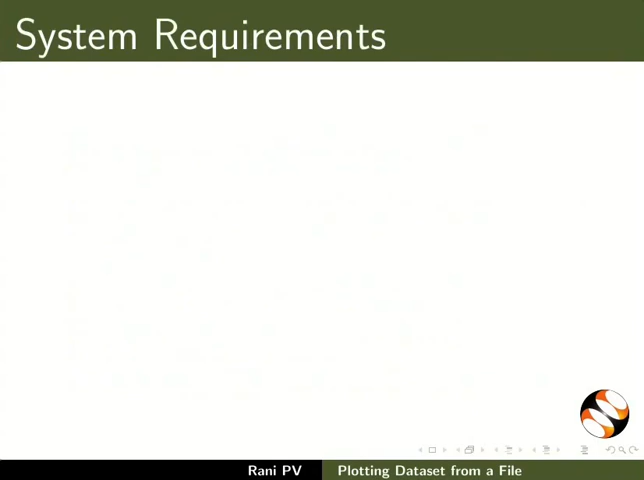 System Requirements
Rani PV
Plotting Dataset from a File